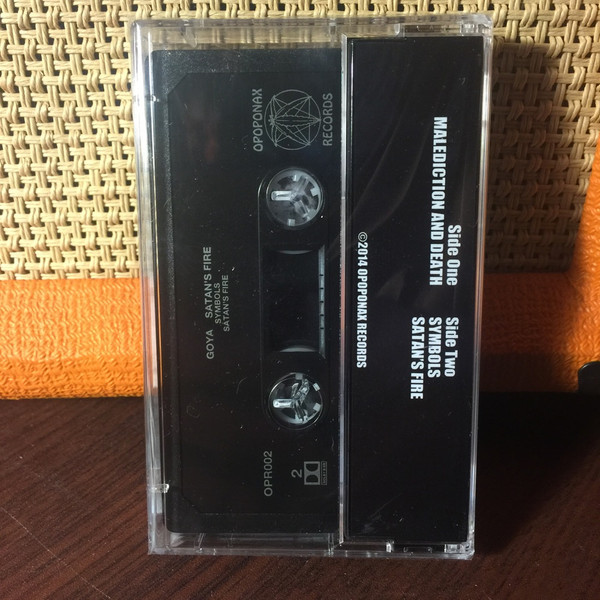 OPOPONAX
RECORDS
GOYA SATAN'S FIRE
SYMBOLS
SATAN'S FIRE
OPR002
2
Side One
MALEDICTION AND DEATH
Side Two
SYMBOLS
SATAN'S FIRE
©2014 OPOPONAX RECORDS